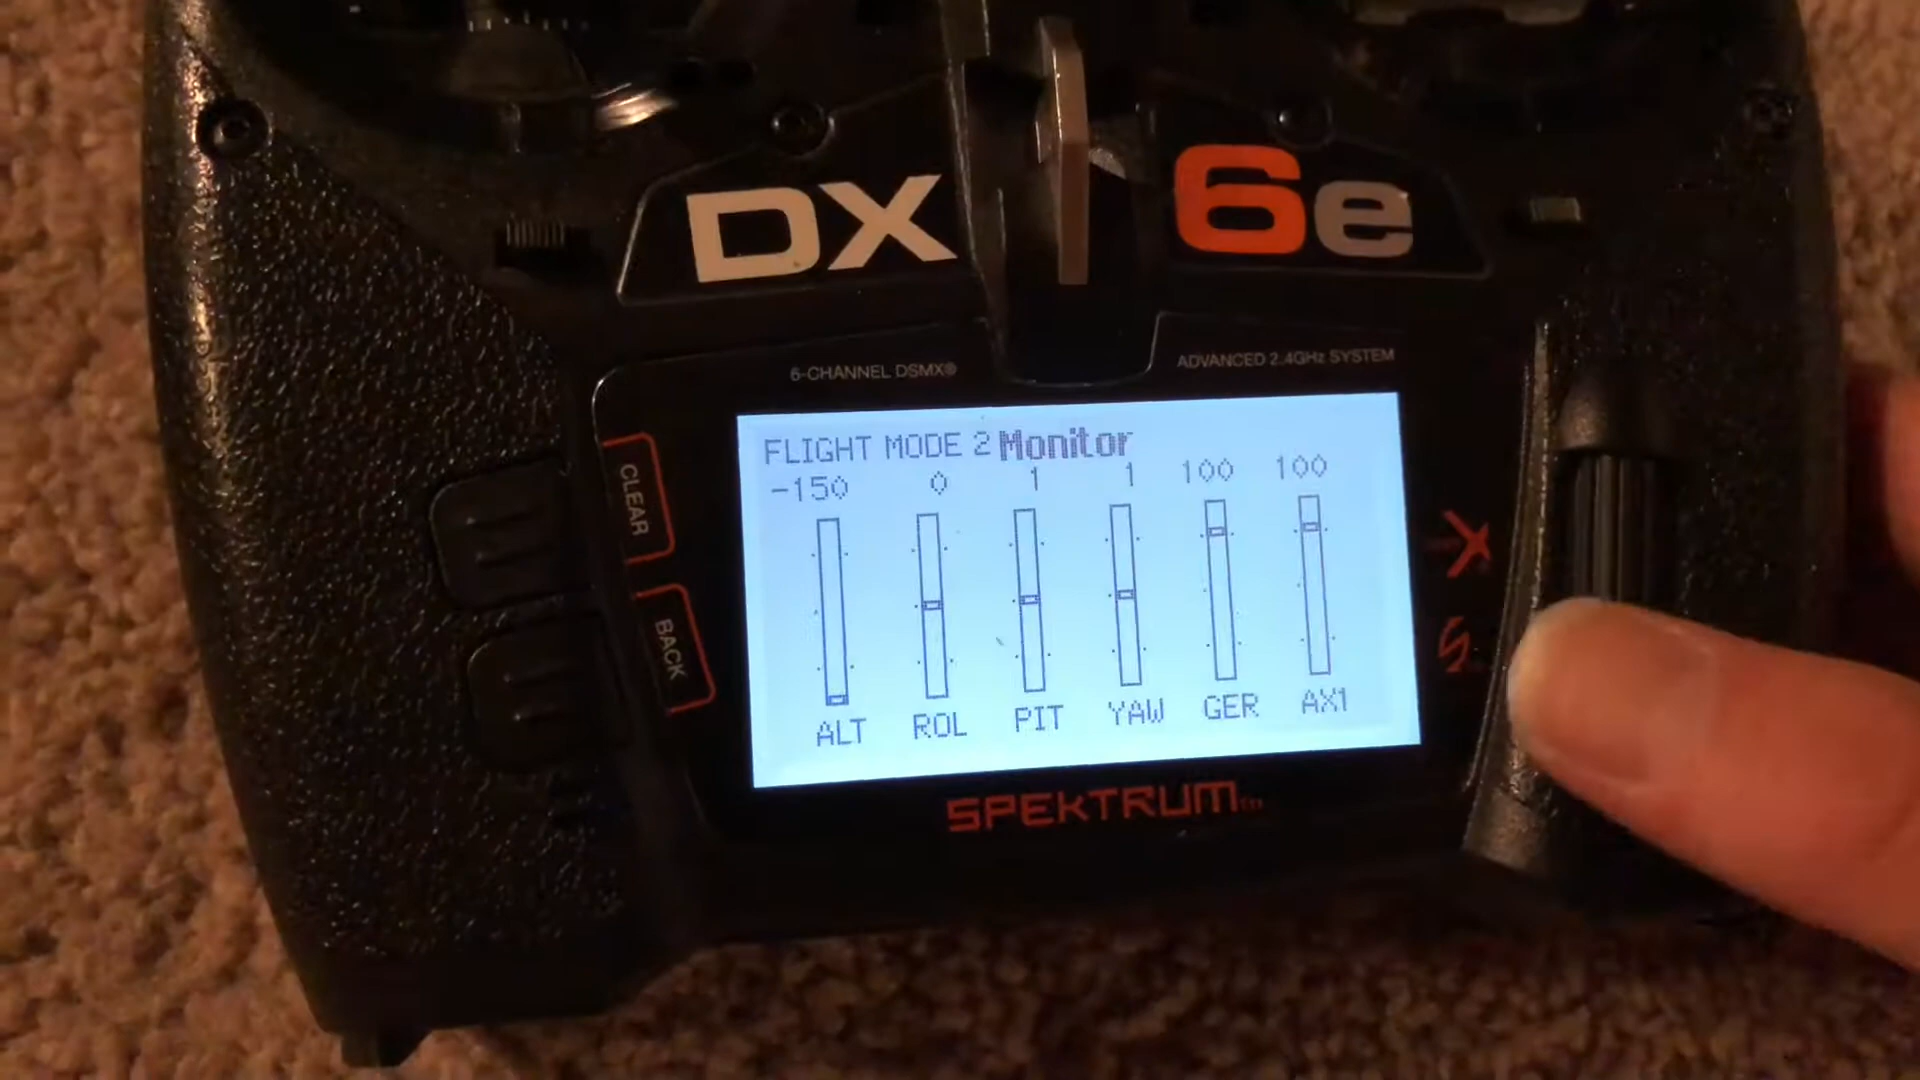 DX 6e
6-CHANNEL DSMX®
ADVANCED 2.4GHz SYSTEM
CLEAR
BACK
FLIGHT MODE 2 Monitor
-150 0 1 1 100 100
ALT ROL PIT YAW GER AX1
SPEKTRUM